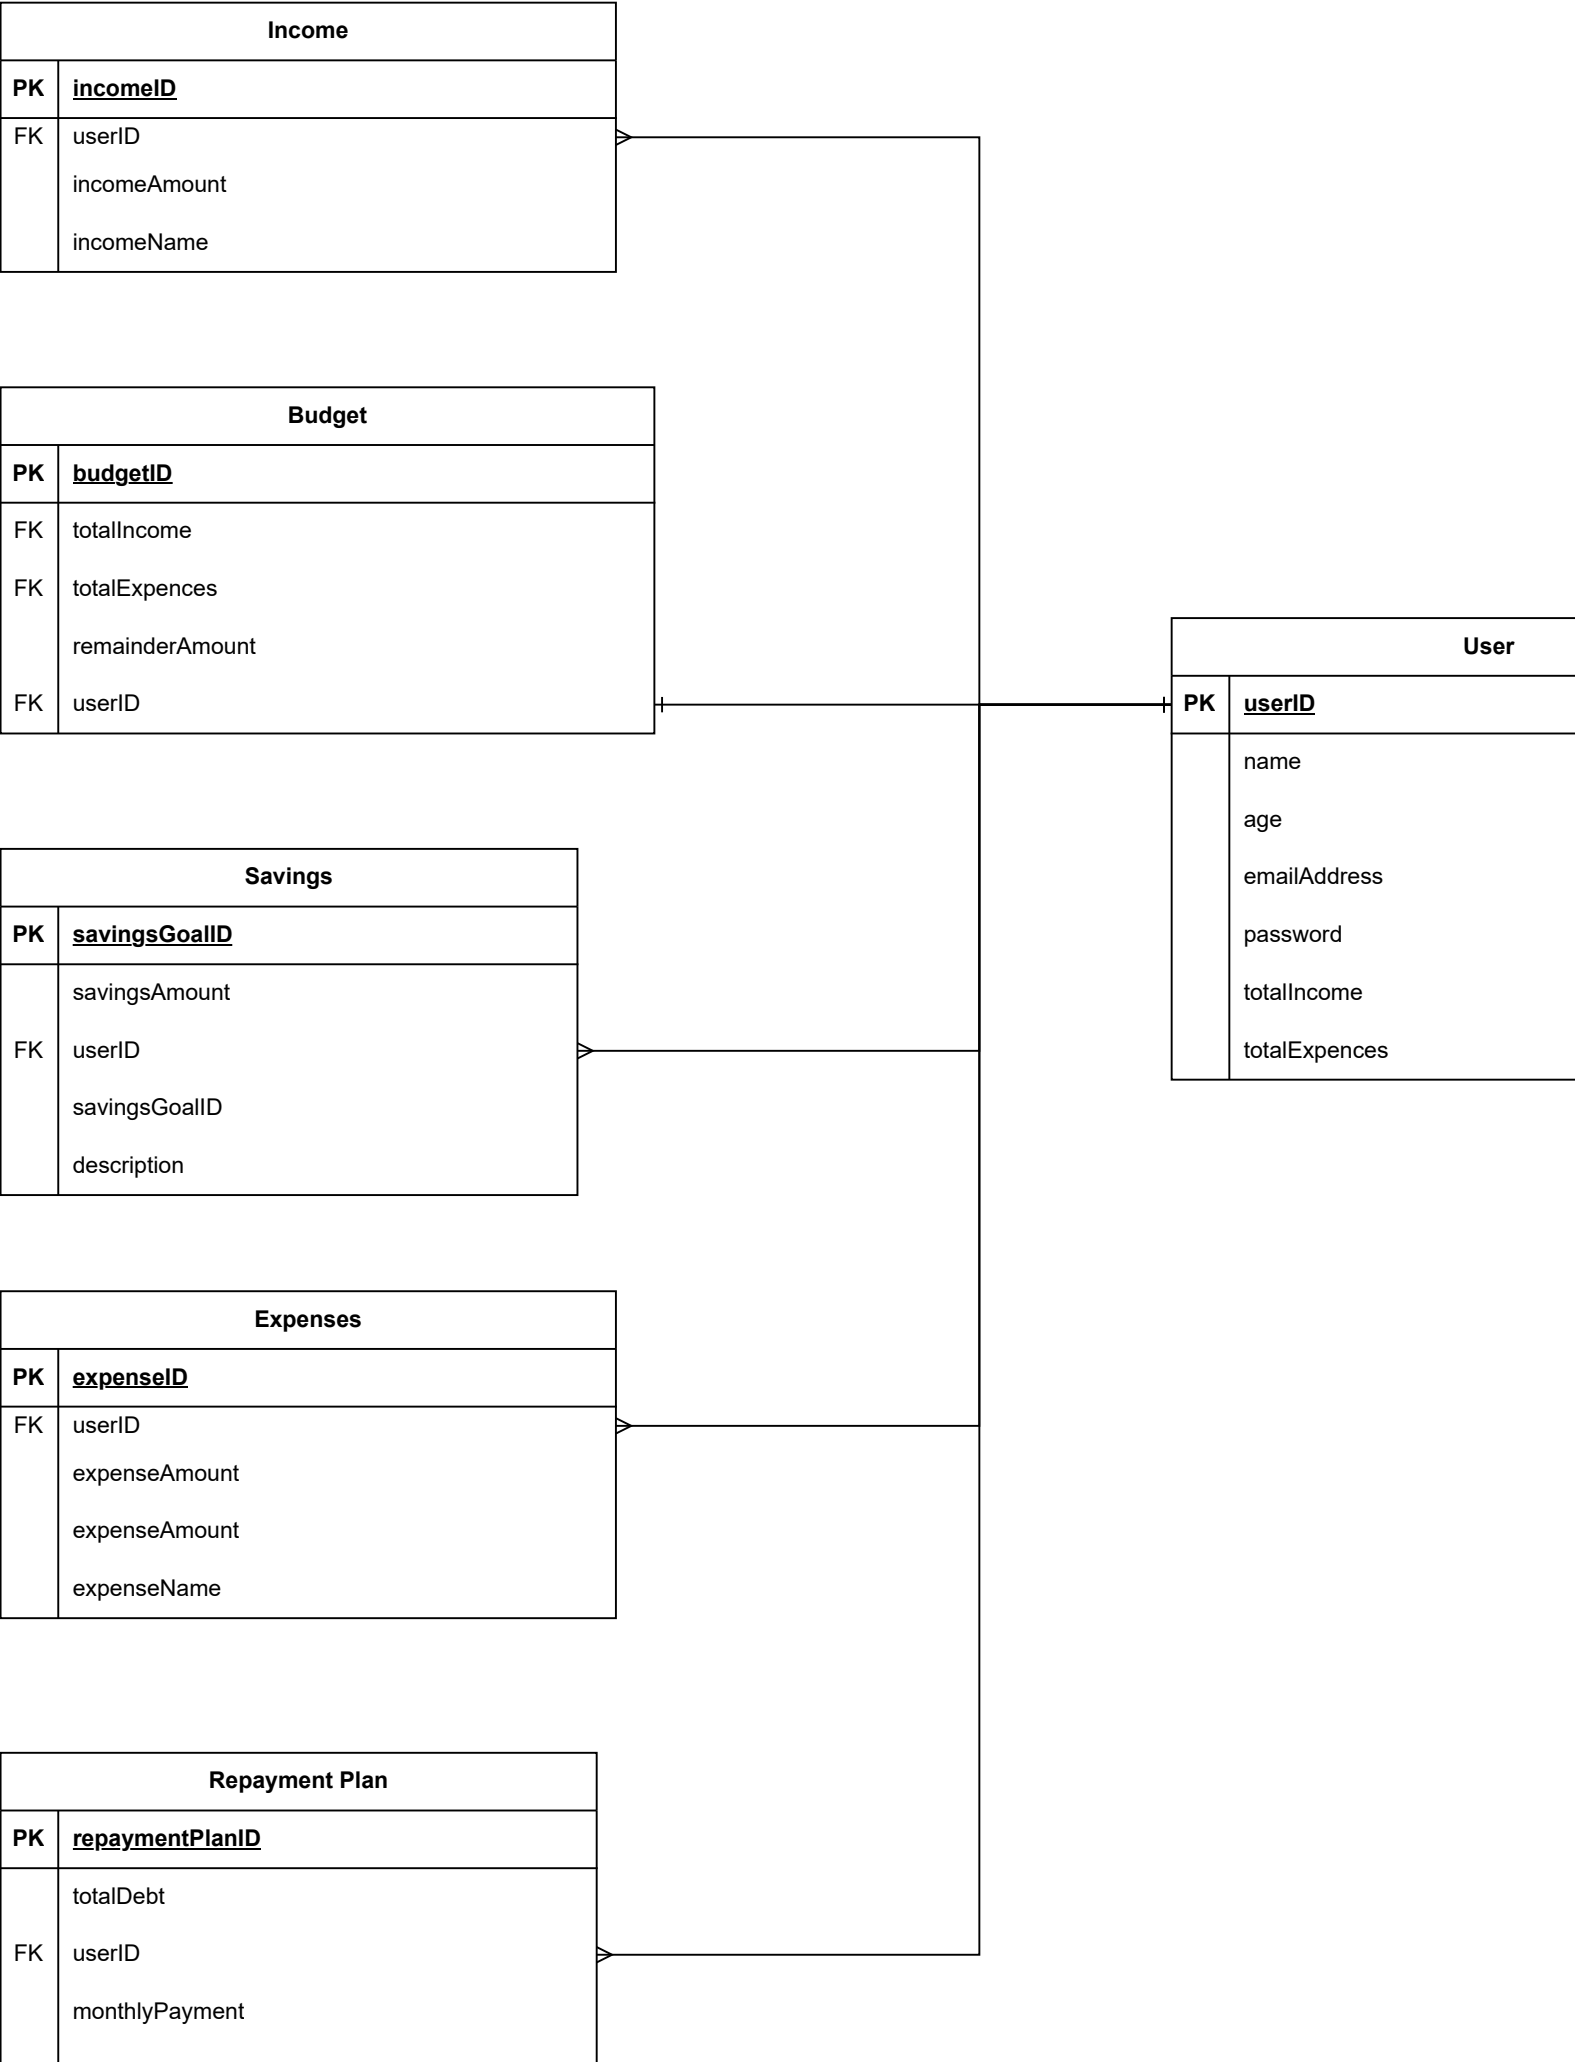 Income
PK incomeID
FK userID
incomeAmount
incomeName
Budget
PK budgetID
FK totalIncome
FK totalExpences
remainderAmount
FK userID
User
PK userID
name
age
emailAddress
password
totalIncome
totalExpences
Savings
PK savingsGoalID
savingsAmount
FK userID
savingsGoalID
description
Expenses
PK expenseID
FK userID
expenseAmount
expenseAmount
expenseName
Repayment Plan
PK repaymentPlanID
totalDebt
FK userID
monthlyPayment